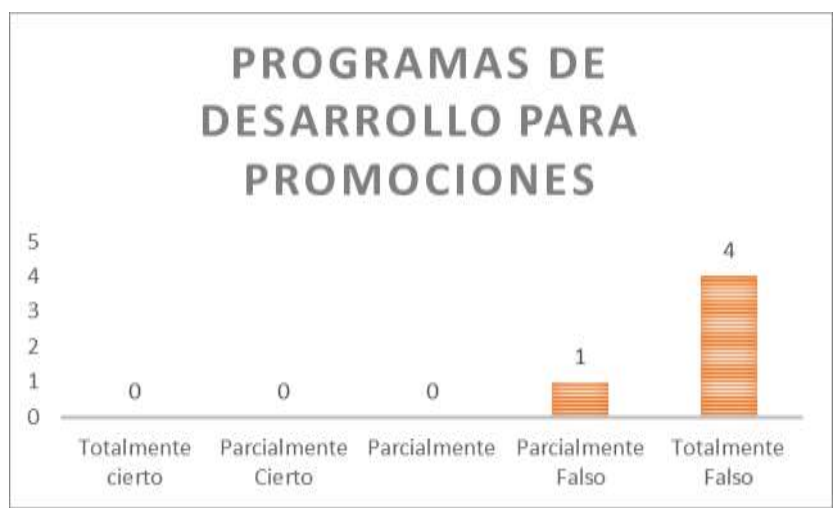 PROGRAMAS DE
DESARROLLO PARA
PROMOCIONES
5
4
3
2
1
0
0
0
0
1
4
Totalmente
cierto
Parcialmente
Cierto
Parcialmente
Parcialmente
Falso
Totalmente
Falso